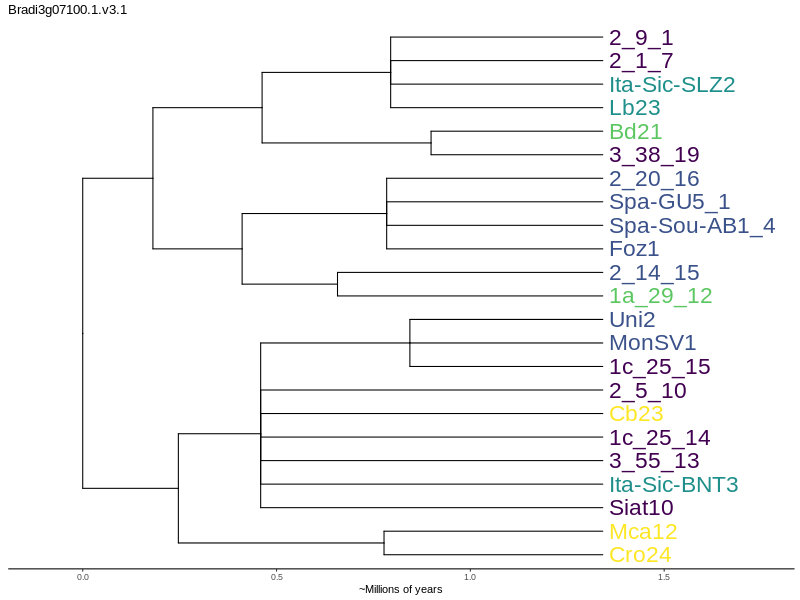 Bradi3g07100.1.v3.1
2_9_1
2_1_7
Ita-Sic-SLZ2
Lb23
Bd21
3_38_19
2_20_16
Spa-GU5_1
Spa-Sou-AB1_4
Foz1
2_14_15
1a_29_12
Uni2
MonSV1
1c_25_15
2_5_10
Cb23
1c_25_14
3_55_13
Ita-Sic-BNT3
Siat10
Mca12
Cro24
0.0 0.5 1.0 1.5
~Millions of years